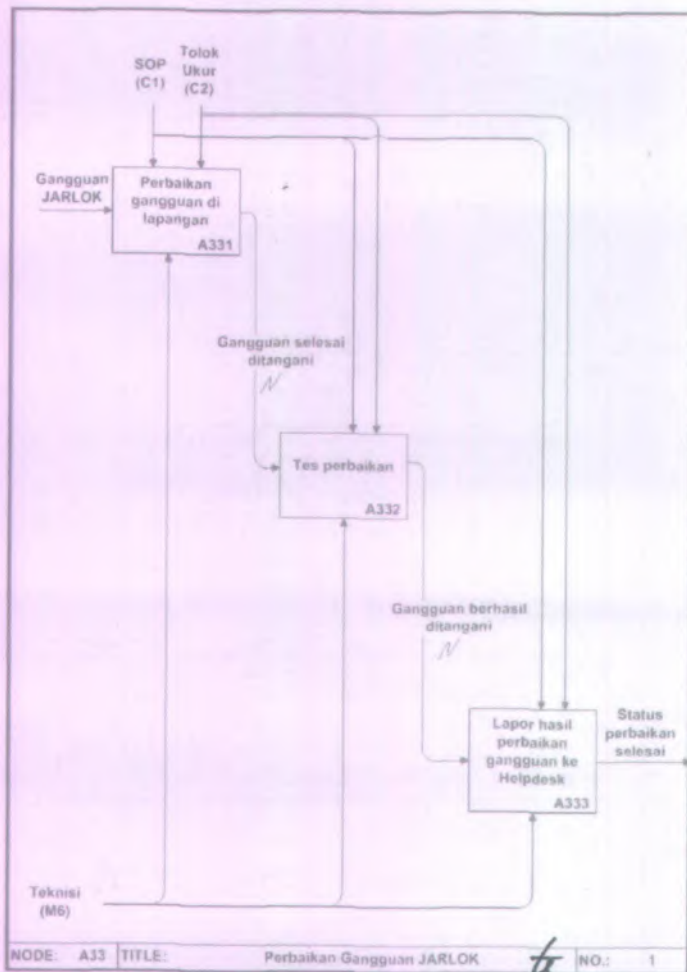 SOP
(C1)
Tolok
Ukur
(C2)
Gangguan
JARLOK
Perbaikan
gangguan di
lapangan
A331
Gangguan selesai
ditangani
N
Tes perbaikan
A332
Gangguan berhasil
ditangani
N
Lapor hasil
perbaikan
gangguan ke
Helpdesk
A333
Status
perbaikan
selesai
Teknisi
(M6)
NODE: A33 TITLE: Perbaikan Gangguan JARLOK NO.: 1